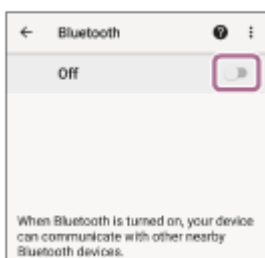 Bluetooth
Off
When Bluetooth is turned on, your device
can communicate with other nearby
Bluetooth devices.